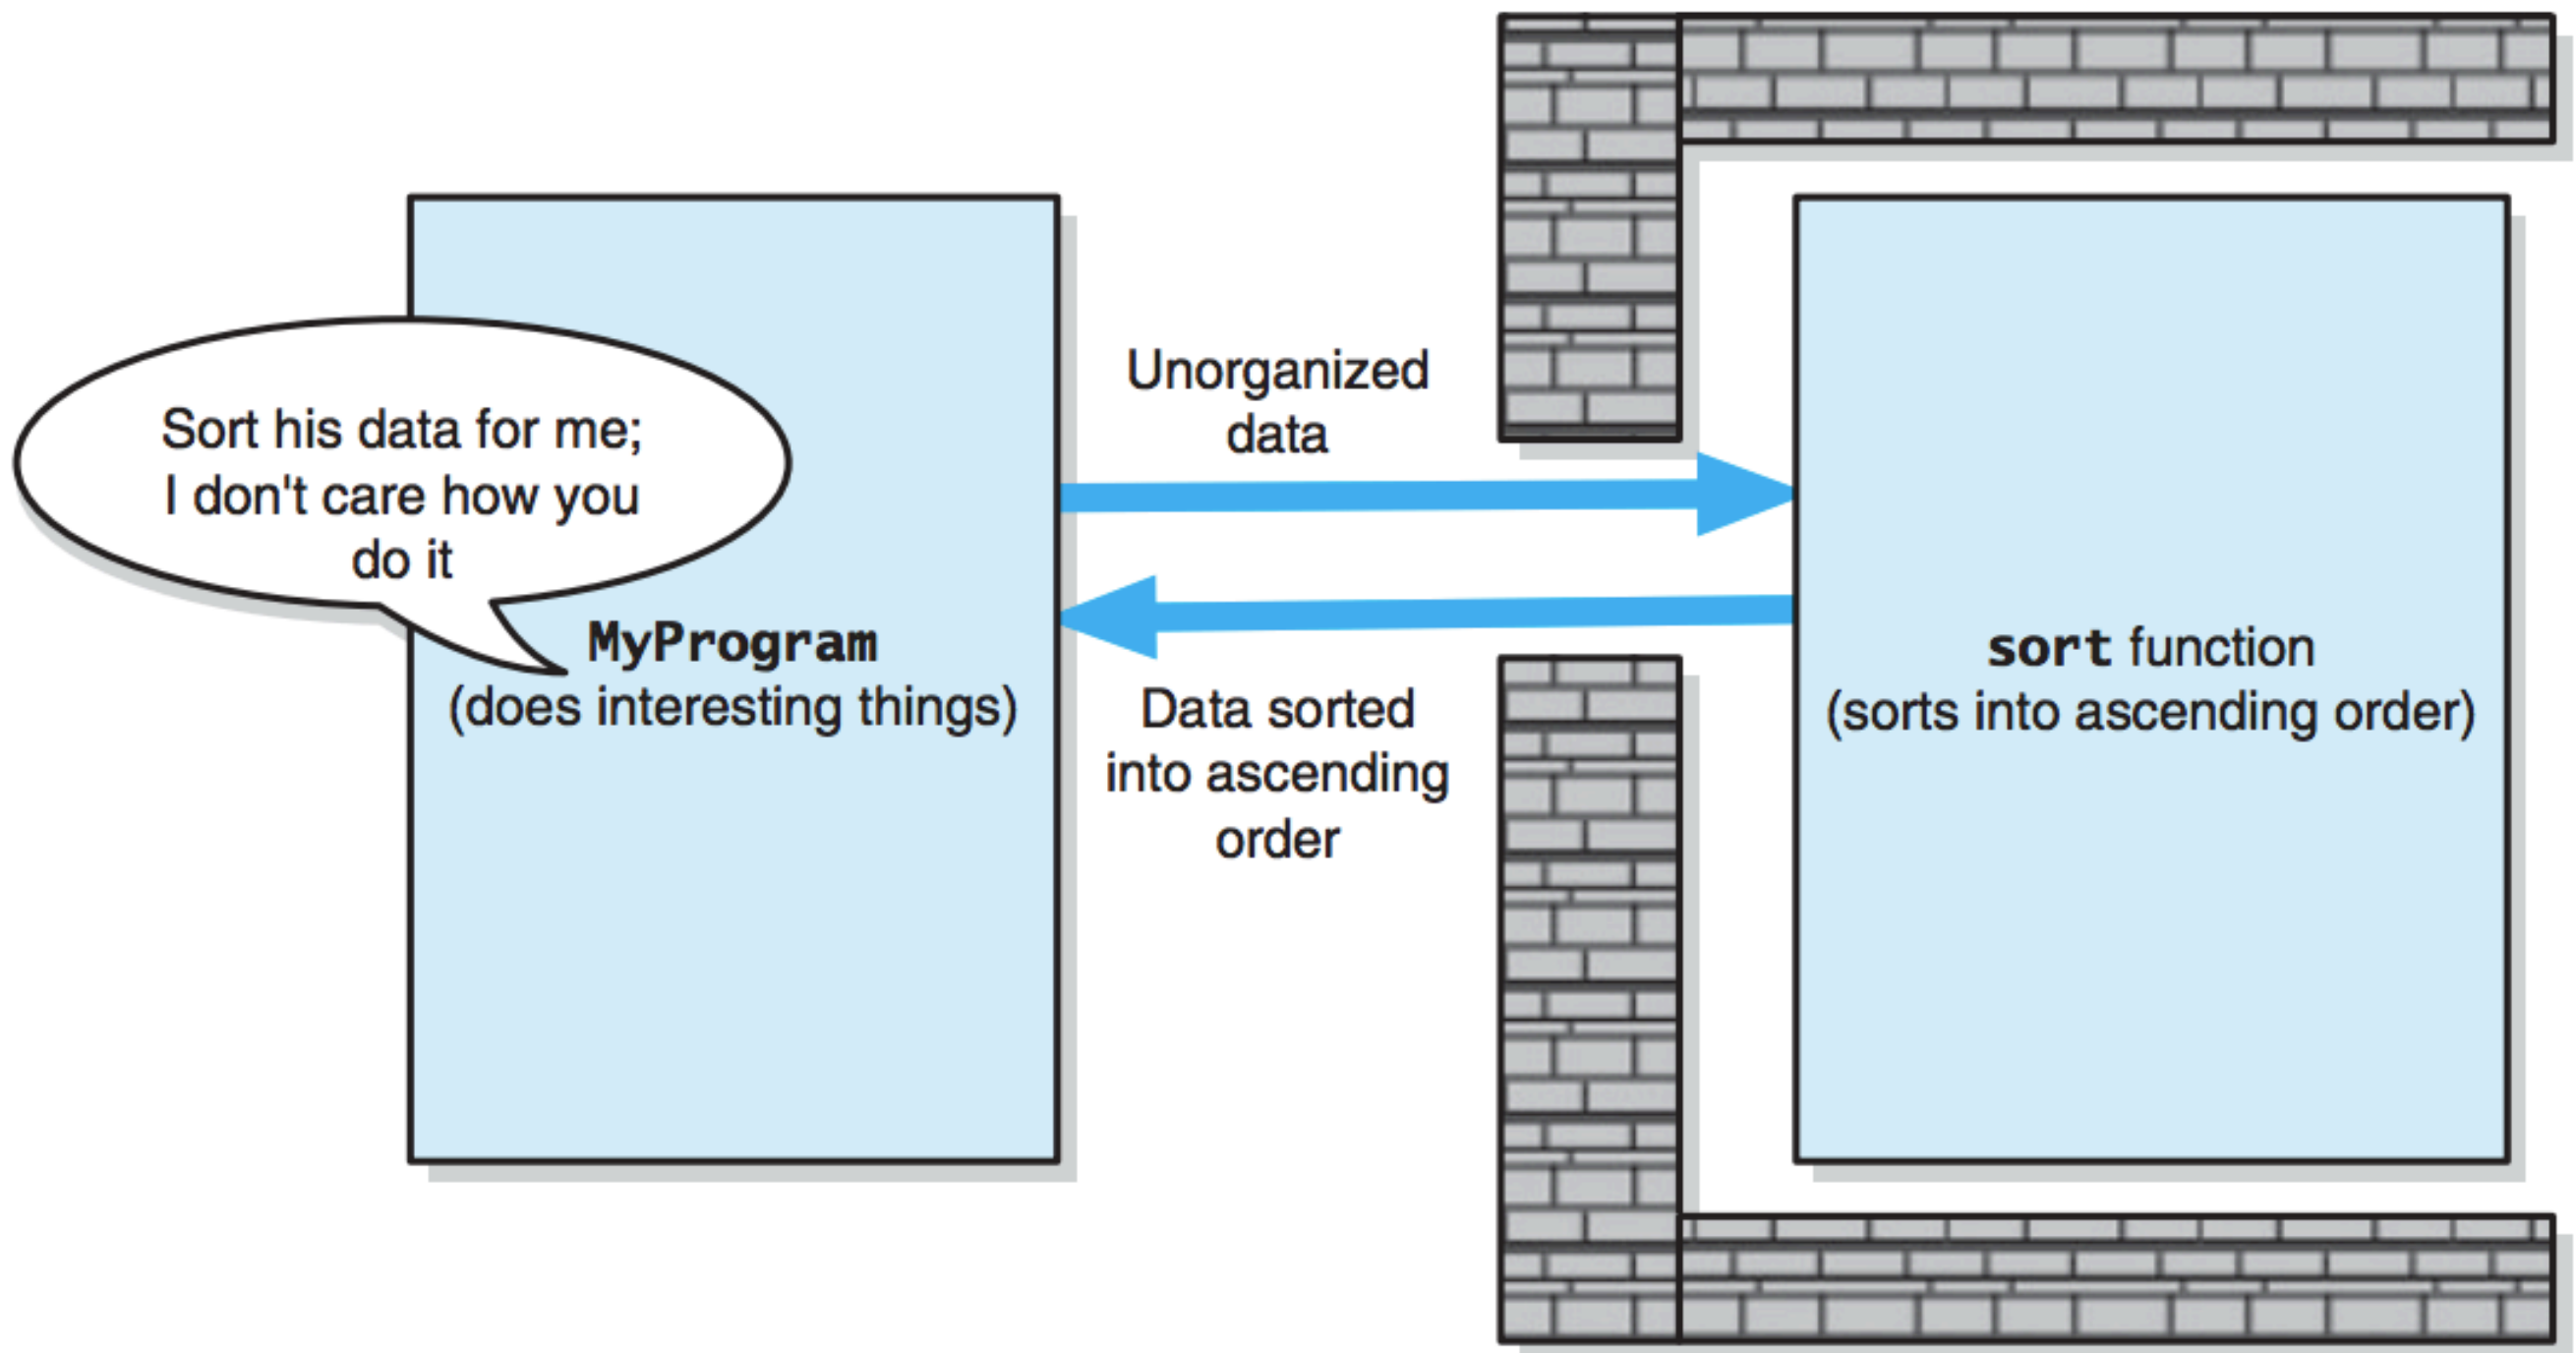 Sort his data for me;
I don't care how you
do it
MyProgram
(does interesting things)
Unorganized
data
Data sorted
into ascending
order
sort function
(sorts into ascending order)